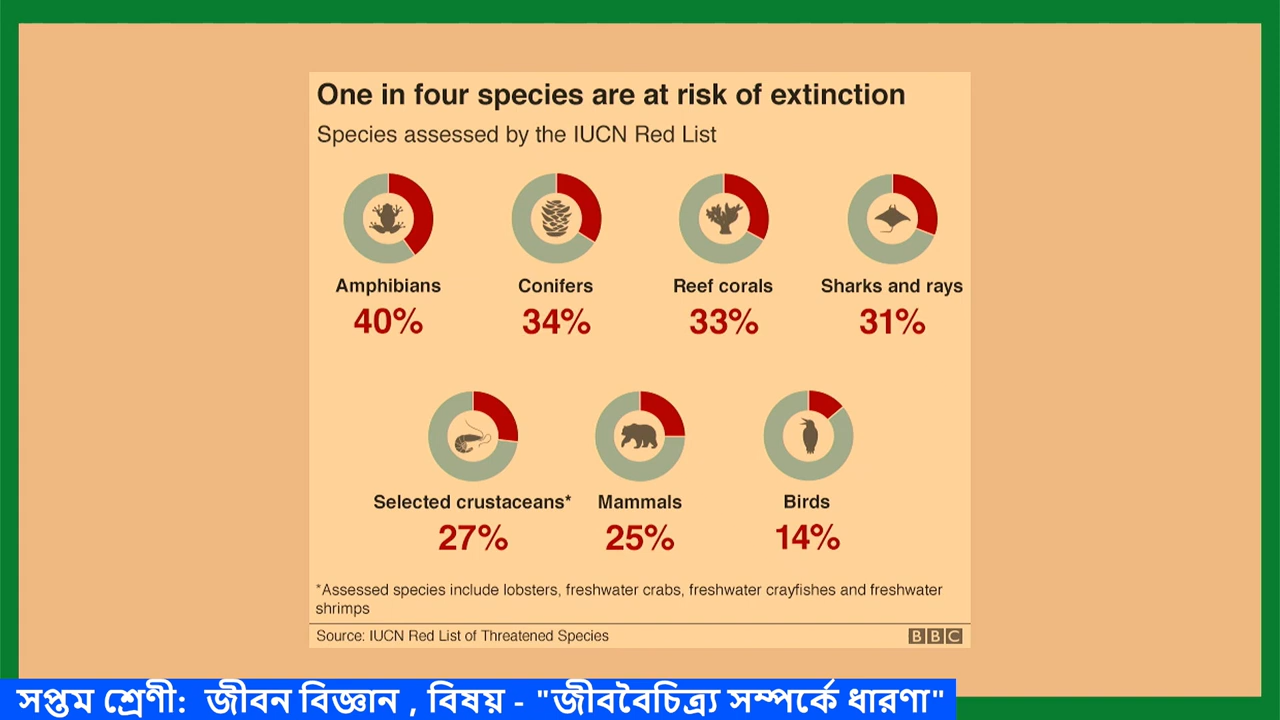 One in four species are at risk of extinction
Species assessed by the IUCN Red List
Amphibians Conifers Reef corals Sharks and rays
40% 34% 33% 31%
Selected crustaceans* Mammals Birds
27% 25% 14%
*Assessed species include lobsters, freshwater crabs, freshwater crayfishes and freshwater
shrimps
Source: IUCN Red List of Threatened Species BBC
সপ্তম শ্রেণী: জীবন বিজ্ঞান , বিষয় - "জীববৈচিত্র্য সম্পর্কে ধারণা"